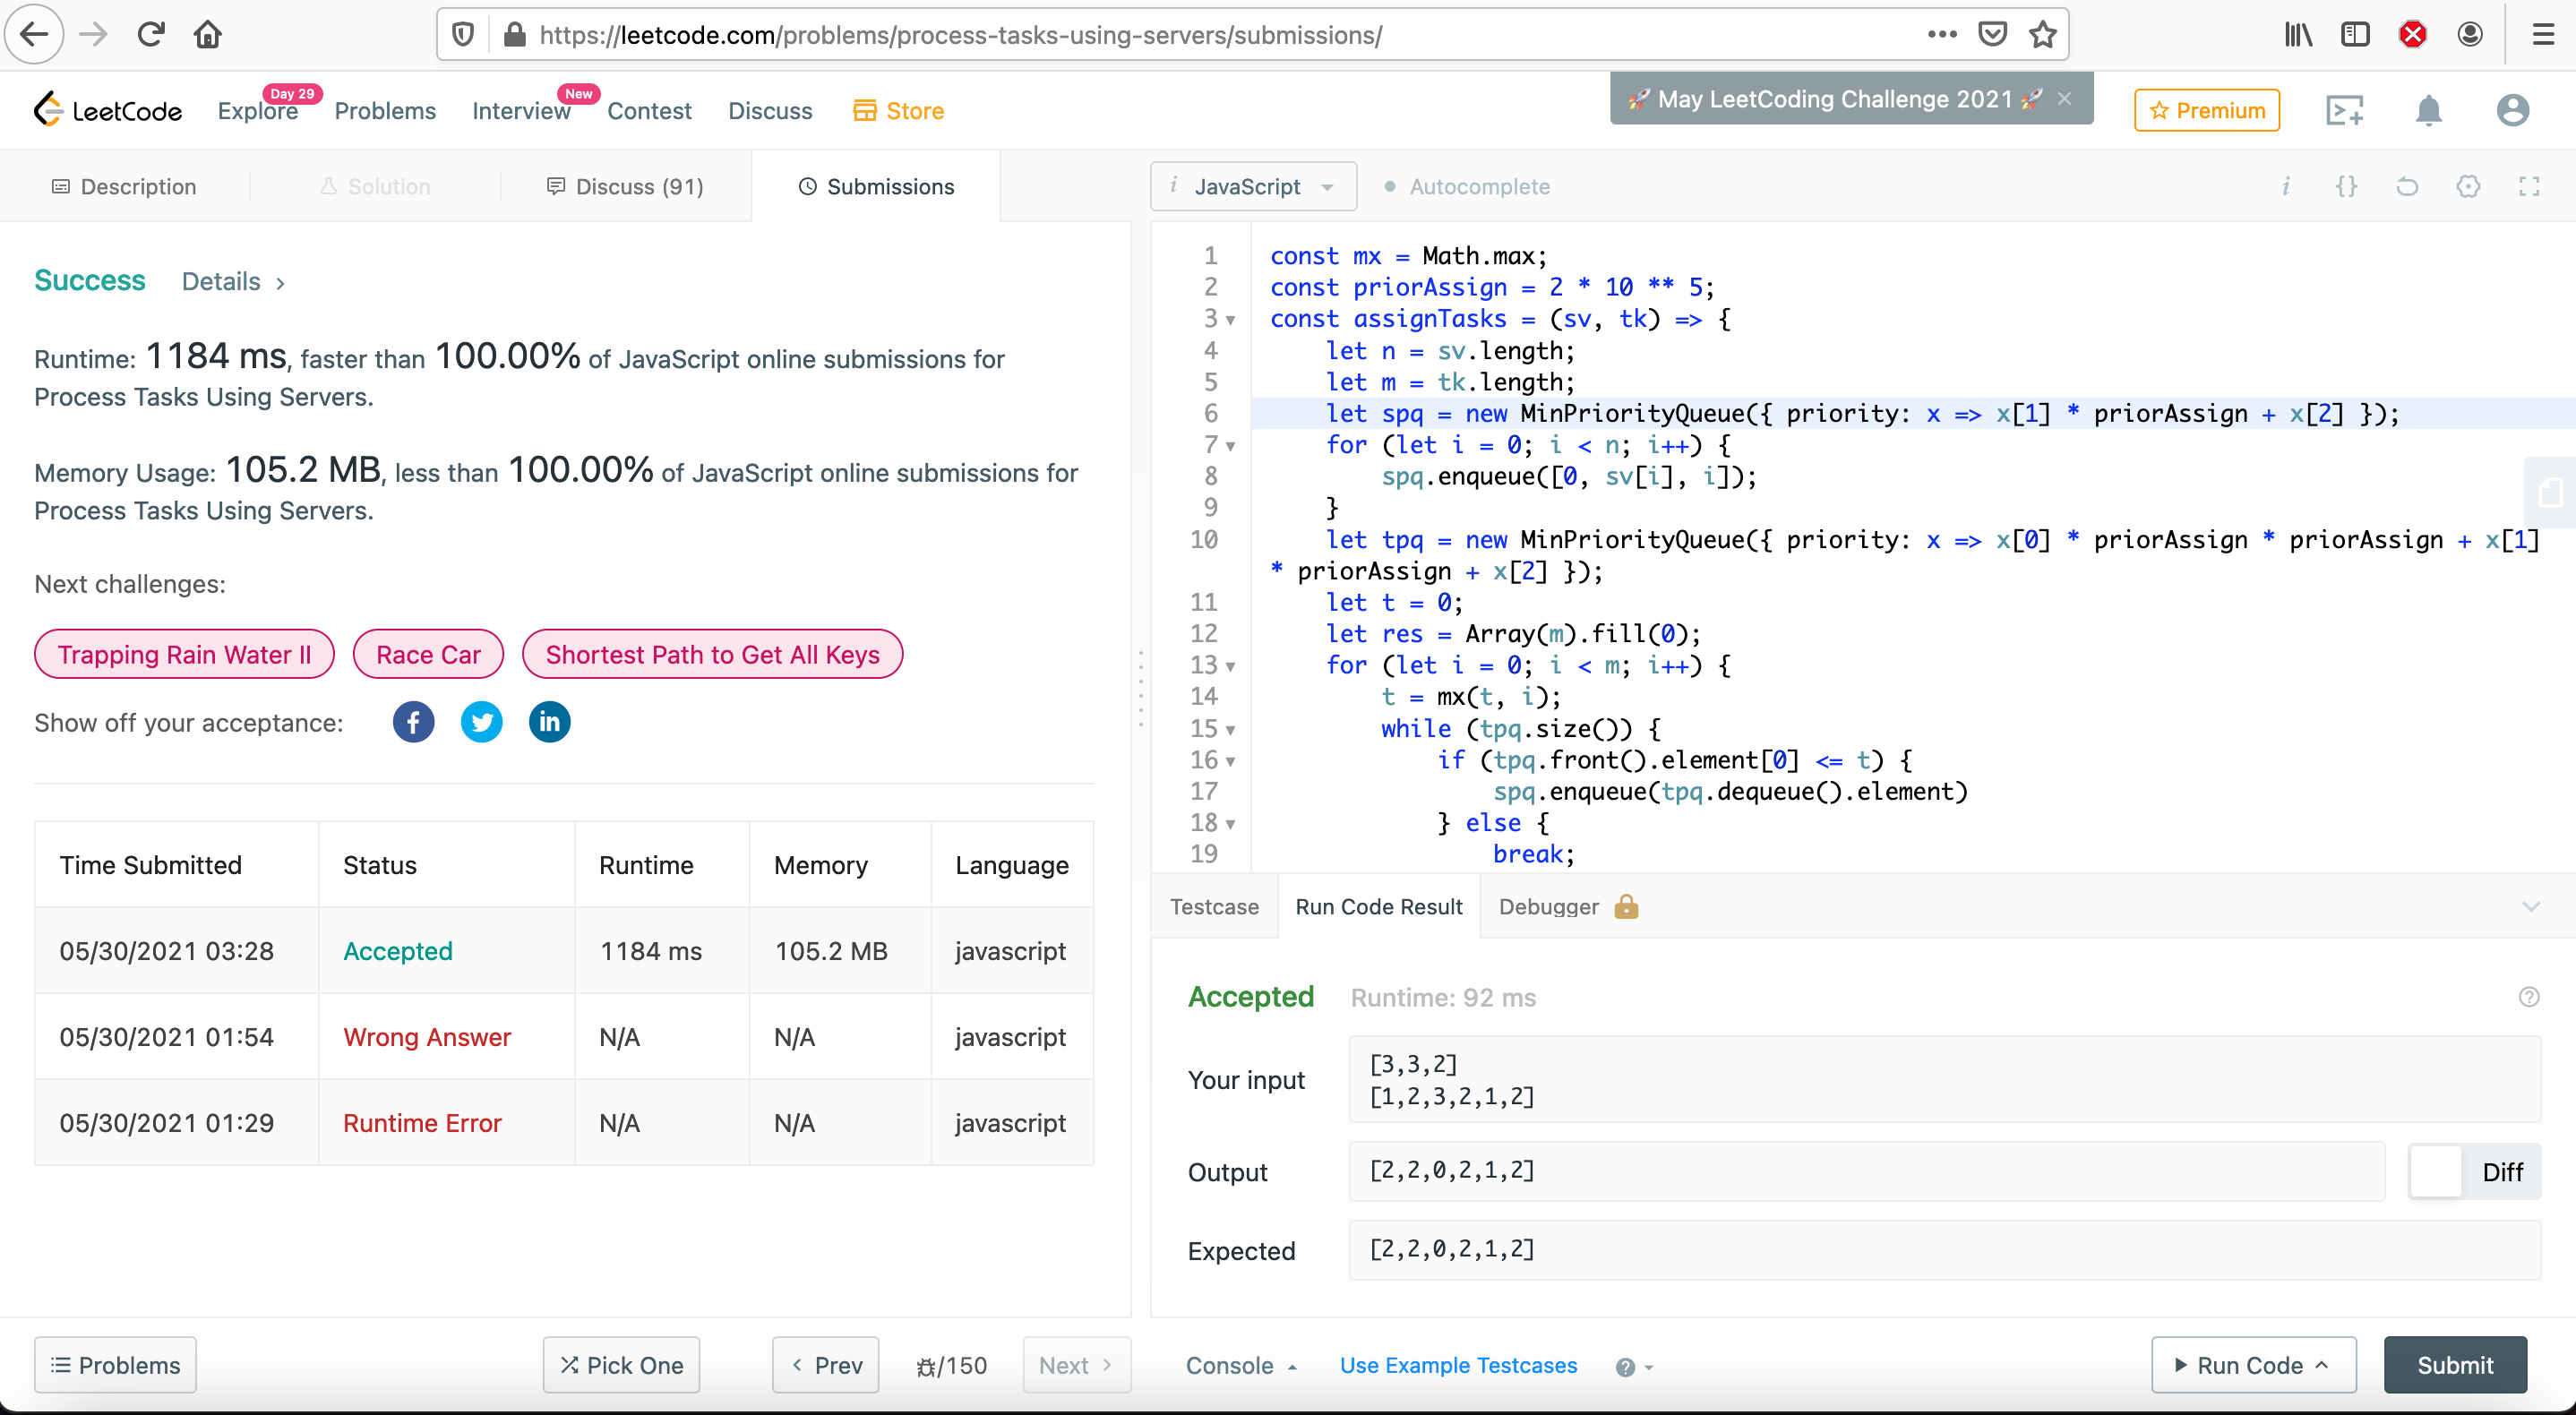 https://leetcode.com/problems/process-tasks-using-servers/submissions/
LeetCode
Explore
Day 29
Problems
Interview
New
Contest
Discuss
Store
🚀 May LeetCoding Challenge 2021 🚀 ×
Premium
Description
Solution
Discuss (91)
Submissions
Success
Details >
Runtime: 1184 ms, faster than 100.00% of JavaScript online submissions for
Process Tasks Using Servers.
Memory Usage: 105.2 MB, less than 100.00% of JavaScript online submissions for
Process Tasks Using Servers.
Next challenges:
Trapping Rain Water II
Race Car
Shortest Path to Get All Keys
Show off your acceptance:
Time Submitted Status Runtime Memory Language
05/30/2021 03:28 Accepted 1184 ms 105.2 MB javascript
05/30/2021 01:54 Wrong Answer N/A N/A javascript
05/30/2021 01:29 Runtime Error N/A N/A javascript
Problems
Pick One
< Prev
/150
Next >
i JavaScript
Autocomplete
i {}
1 const mx = Math.max;
2 const priorAssign = 2 * 10 ** 5;
3 const assignTasks = (sv, tk) => {
4 let n = sv.length;
5 let m = tk.length;
6 let spq = new MinPriorityQueue({ priority: x => x[1] * priorAssign + x[2] });
7 for (let i = 0; i < n; i++) {
8 spq.enqueue([0, sv[i], i]);
9 }
10 let tpq = new MinPriorityQueue({ priority: x => x[0] * priorAssign * priorAssign + x[1]
* priorAssign + x[2] });
11 let t = 0;
12 let res = Array(m).fill(0);
13 for (let i = 0; i < m; i++) {
14 t = mx(t, i);
15 while (tpq.size()) {
16 if (tpq.front().element[0] <= t) {
17 spq.enqueue(tpq.dequeue().element)
18 } else {
19 break;
Testcase
Run Code Result
Debugger
Accepted
Runtime: 92 ms
Your input
[3,3,2]
[1,2,3,2,1,2]
Output
[2,2,0,2,1,2]
Diff
Expected
[2,2,0,2,1,2]
Console
Use Example Testcases
Run Code
Submit